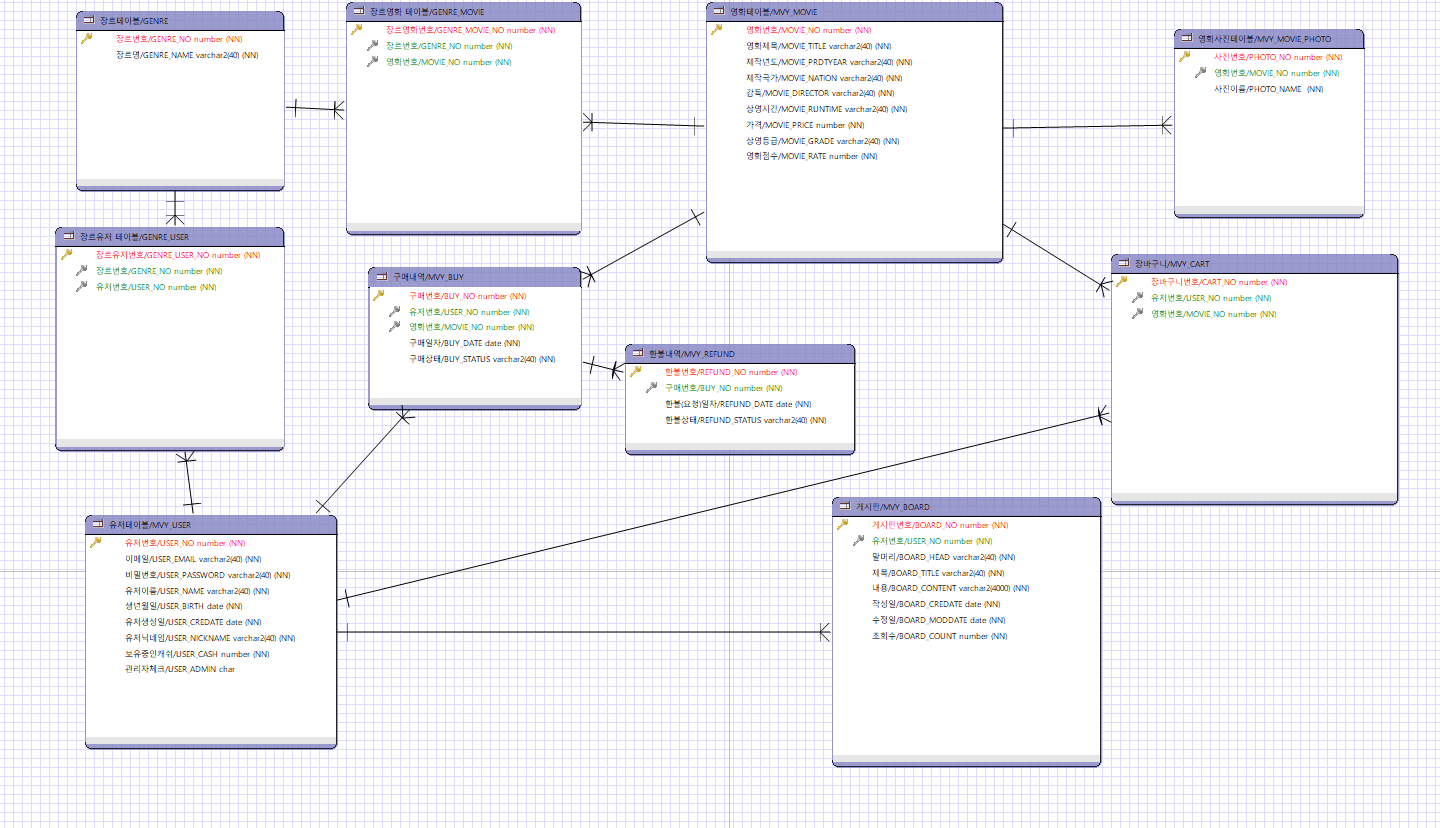 장르테이블/GENRE
장르번호/GENRE_NO number (NN)
장르명/GENRE_NAME varchar2(40) (NN)
장르영화 테이블/GENRE_MOVIE
장르영화번호/GENRE_MOVIE_NO number (NN)
장르번호/GENRE_NO number (NN)
영화번호/MOVIE_NO number (NN)
영화테이블/MVY_MOVIE
영화번호/MOVIE_NO number (NN)
영화제목/MOVIE_TITLE varchar2(40) (NN)
제작년도/MOVIE_PRDTYEAR varchar2(40) (NN)
제작국가/MOVIE_NATION varchar2(40) (NN)
감독/MOVIE_DIRECTOR varchar2(40) (NN)
상영시간/MOVIE_RUNTIME varchar2(40) (NN)
가격/MOVIE_PRICE number (NN)
상영등급/MOVIE_GRADE varchar2(40) (NN)
영화점수/MOVIE_RATE number (NN)
영화사진테이블/MVY_MOVIE_PHOTO
사진번호/PHOTO_NO number (NN)
영화번호/MOVIE_NO number (NN)
사진이름/PHOTO_NAME (NN)
장르유저 테이블/GENRE_USER
장르유저번호/GENRE_USER_NO number (NN)
장르번호/GENRE_NO number (NN)
유저번호/USER_NO number (NN)
구매내역/MVY_BUY
구매번호/BUY_NO number (NN)
유저번호/USER_NO number (NN)
영화번호/MOVIE_NO number (NN)
구매일자/BUY_DATE date (NN)
구매상태/BUY_STATUS varchar2(40) (NN)
환불내역/MVY_REFUND
환불번호/REFUND_NO number (NN)
구매번호/BUY_NO number (NN)
환불(요청)일자/REFUND_DATE date (NN)
환불상태/REFUND_STATUS varchar2(40) (NN)
장바구니/MVY_CART
장바구니번호/CART_NO number (NN)
유저번호/USER_NO number (NN)
영화번호/MOVIE_NO number (NN)
유저테이블/MVY_USER
유저번호/USER_NO number (NN)
이메일/USER_EMAIL varchar2(40) (NN)
비밀번호/USER_PASSWORD varchar2(40) (NN)
유저이름/USER_NAME varchar2(40) (NN)
생년월일/USER_BIRTH date (NN)
유저생성일/USER_CREDATE date (NN)
유저닉네임/USER_NICKNAME varchar2(40) (NN)
보유중인캐쉬/USER_CASH number (NN)
관리자체크/USER_ADMIN char
게시판/MVY_BOARD
게시판번호/BOARD_NO number (NN)
유저번호/USER_NO number (NN)
말머리/BOARD_HEAD varchar2(40) (NN)
제목/BOARD_TITLE varchar2(40) (NN)
내용/BOARD_CONTENT varchar2(4000) (NN)
작성일/BOARD_CREDATE date (NN)
수정일/BOARD_MODDATE date (NN)
조회수/BOARD_COUNT number (NN)